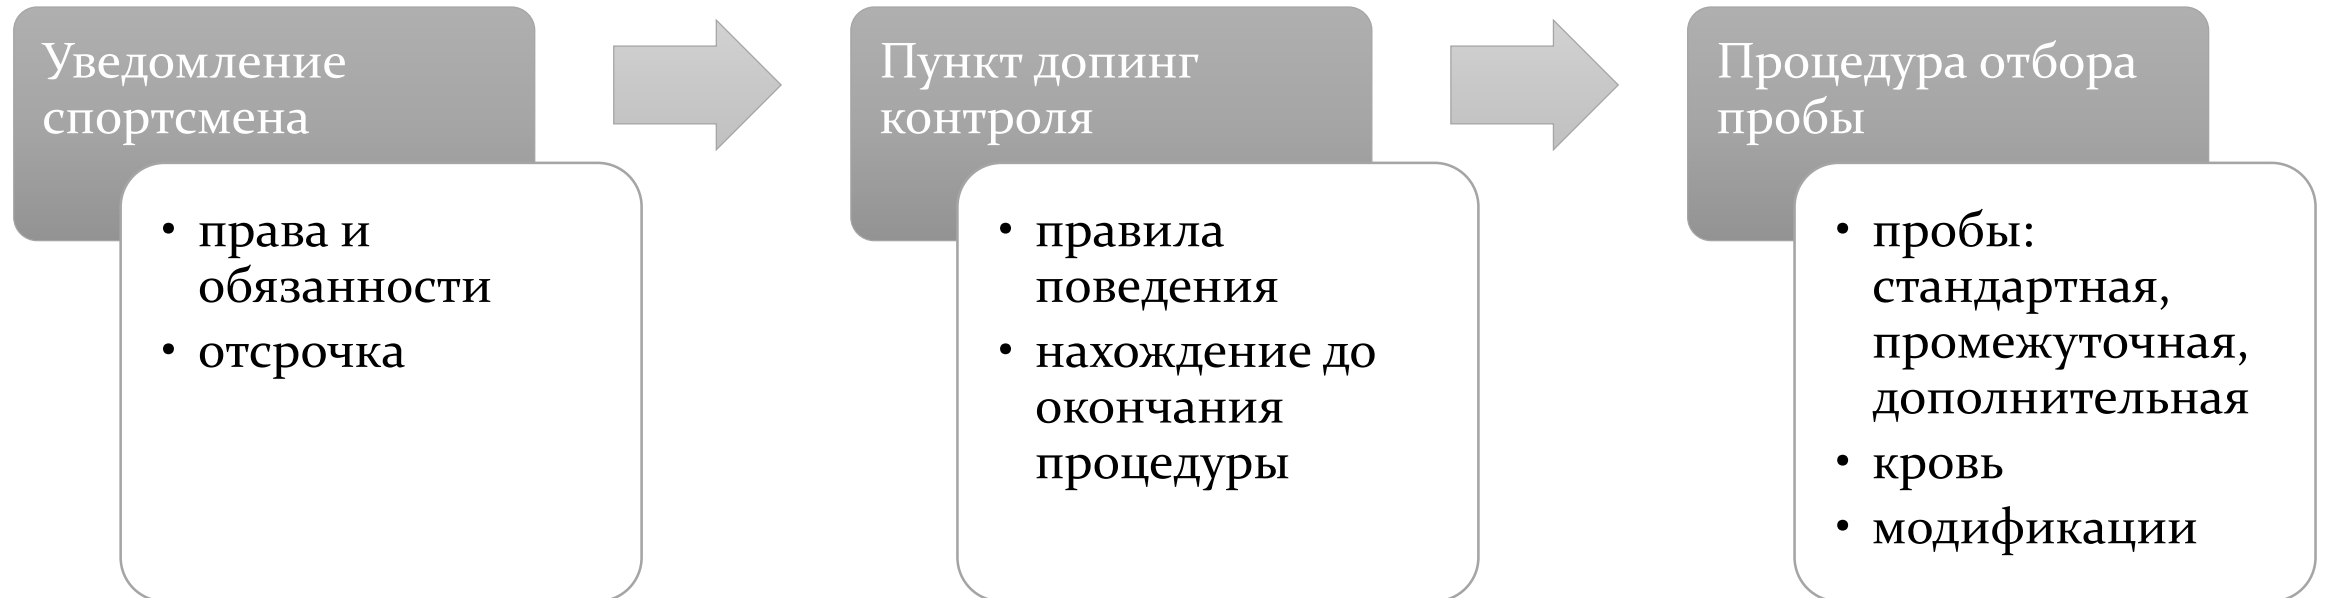 Уведомление
спортсмена
• права и
обязанности
• отсрочка
Пункт допинг
контроля
• правила
поведения
• нахождение до
окончания
процедуры
Процедура отбора
пробы
• пробы:
стандартная,
промежуточная,
дополнительная
• кровь
• модификации